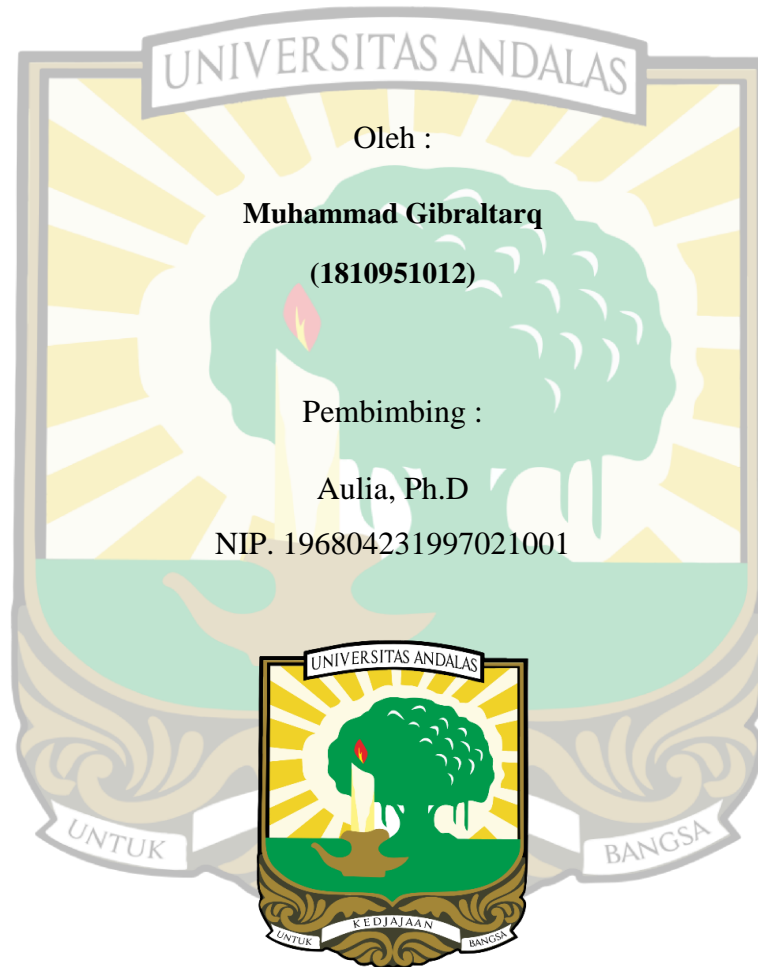 UNIVERSITAS ANDALAS
Oleh :
Muhammad Gibraltarq
(1810951012)
Pembimbing :
Aulia, Ph.D
NIP. 196804231997021001
UNIVERSITAS ANDALAS
UNTUK
BANGSA
UNTUK KEDJAJAAN BANGSA